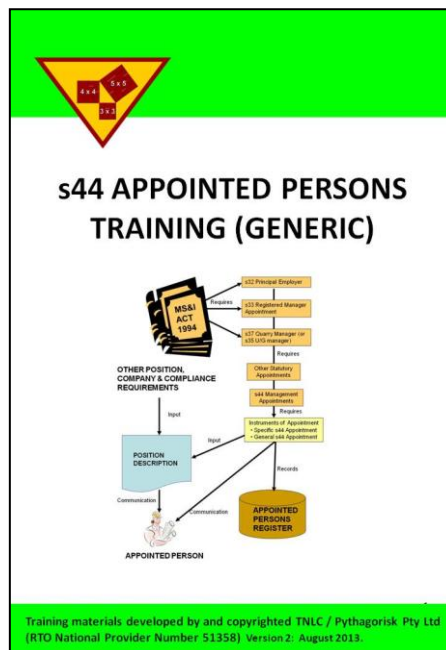 4 x 4
5 x 5
3 x 3
s44 APPOINTED PERSONS
TRAINING (GENERIC)
MS&I
ACT
1994
Requires
s32 Principal Employer
s33 Registered Manager
Appointment
s37 Quarry Manager (or
s35 U/G manager)
Requires
Other Statutory
Appointments
s44 Management
Appointments
Requires
Instruments of Appointment
• Specific s44 Appointment
• General s44 Appointment
OTHER POSITION,
COMPANY & COMPLIANCE
REQUIREMENTS
Input
Input
POSITION
DESCRIPTION
Records
Communication
Communication
APPOINTED
PERSONS
REGISTER
APPOINTED PERSON
Training materials developed by and copyrighted TNLC / Pythagorisk Pty Ltd
(RTO National Provider Number 51358) Version 2: August 2013.